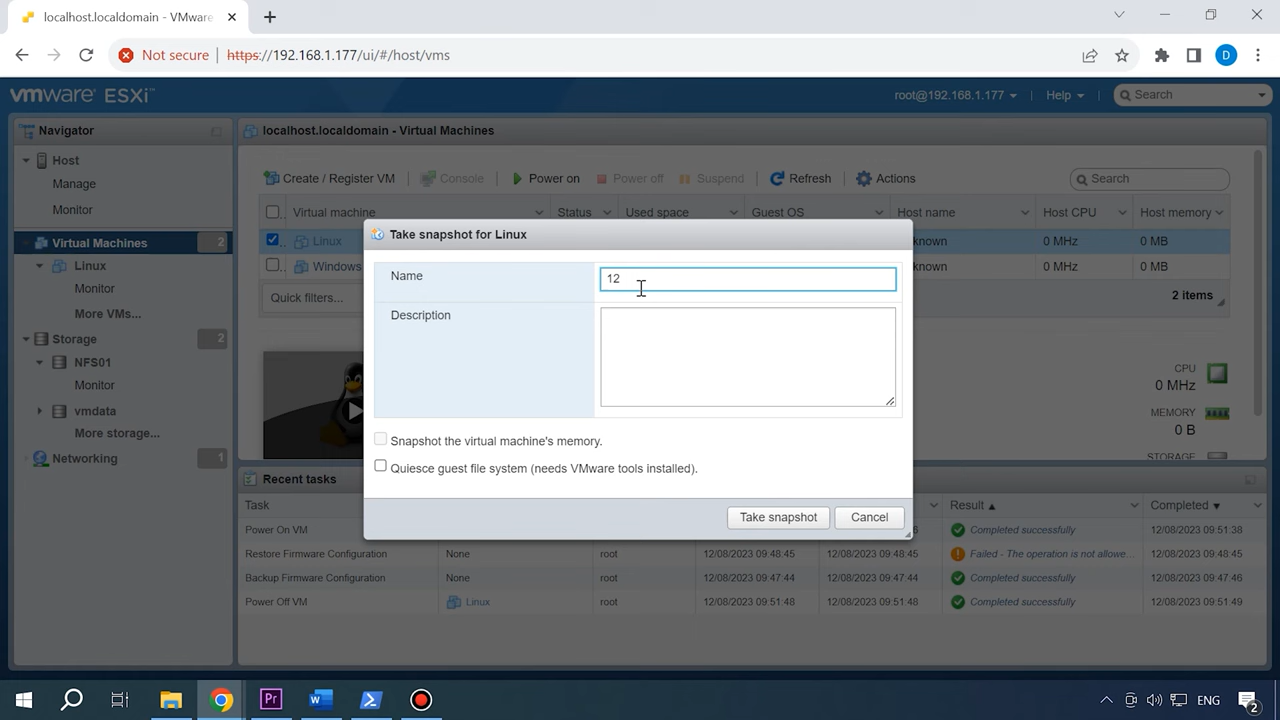 localhost.localdomain - VMware
Not secure https://192.168.1.177/ui/#/host/vms
D
vmware ESXi™
root@192.168.1.177 Help Search
Navigator
localhost.localdomain - Virtual Machines
Host
Manage
Monitor
Create / Register VM Console Power on Power off Suspend Refresh Actions Search
Virtual machine Status Used space Guest OS Host name Host CPU Host memory
Virtual Machines 2
Linux known 0 MHz 0 MB
Windows known 0 MHz 0 MB
Linux
Monitor
More VMs...
Quick filters... 2 items
Storage 2
NFS01
Monitor
vmdata
More storage...
Networking 1
CPU
0 MHz
MEMORY
0 B
STORAGE
Take snapshot for Linux
Name 12
Description
Snapshot the virtual machine's memory.
Quiesce guest file system (needs VMware tools installed).
Take snapshot Cancel
Recent tasks
Task Result Completed
Power On VM Completed successfully 12/08/2023 09:51:38
Restore Firmware Configuration None root 12/08/2023 09:48:45 12/08/2023 09:48:45 Failed - The operation is not allowe... 12/08/2023 09:48:45
Backup Firmware Configuration None root 12/08/2023 09:47:44 12/08/2023 09:47:44 Completed successfully 12/08/2023 09:47:46
Power Off VM Linux root 12/08/2023 09:51:48 12/08/2023 09:51:48 Completed successfully 12/08/2023 09:51:49
Pr ENG 2